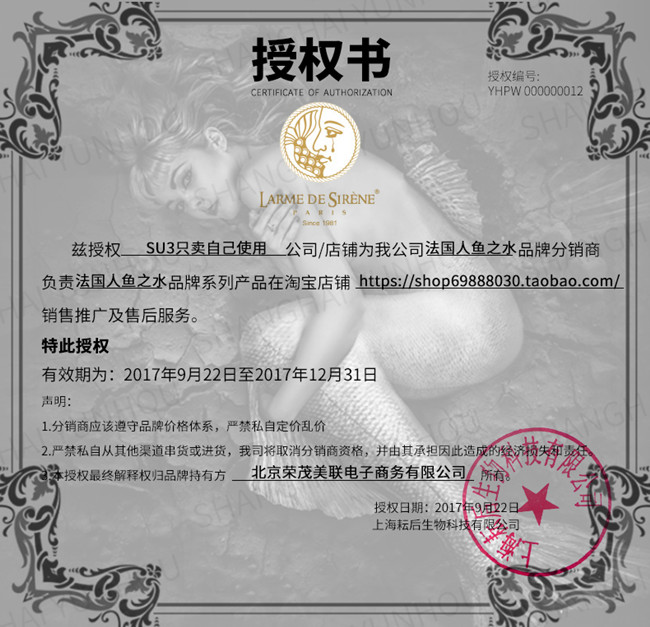 授权书
CERTIFICATE OF AUTHORIZATION
授权编号:
YHPW 000000012
LARME DE SIRÈNE®
PARIS
Since 1981
兹授权 SU3只卖自己使用 公司/店铺为我公司法国人鱼之水品牌分销商
负责法国人鱼之水品牌系列产品在淘宝店铺 https://shop69888030.taobao.com/
销售推广及售后服务。
特此授权
有效期为：2017年9月22日至2017年12月31日
声明：
1.分销商应该遵守品牌价格体系，严禁私自定价乱价
2.严禁私自从其他渠道串货或进货，我司将取消分销商资格，并由其承担因此造成的经济损失和责任。
3.本授权最终解释权归品牌持有方 北京荣茂美联电子商务有限公司 所有。
授权日期：2017年9月22日
上海耘后生物科技有限公司
上海耘后生物科技有限公司